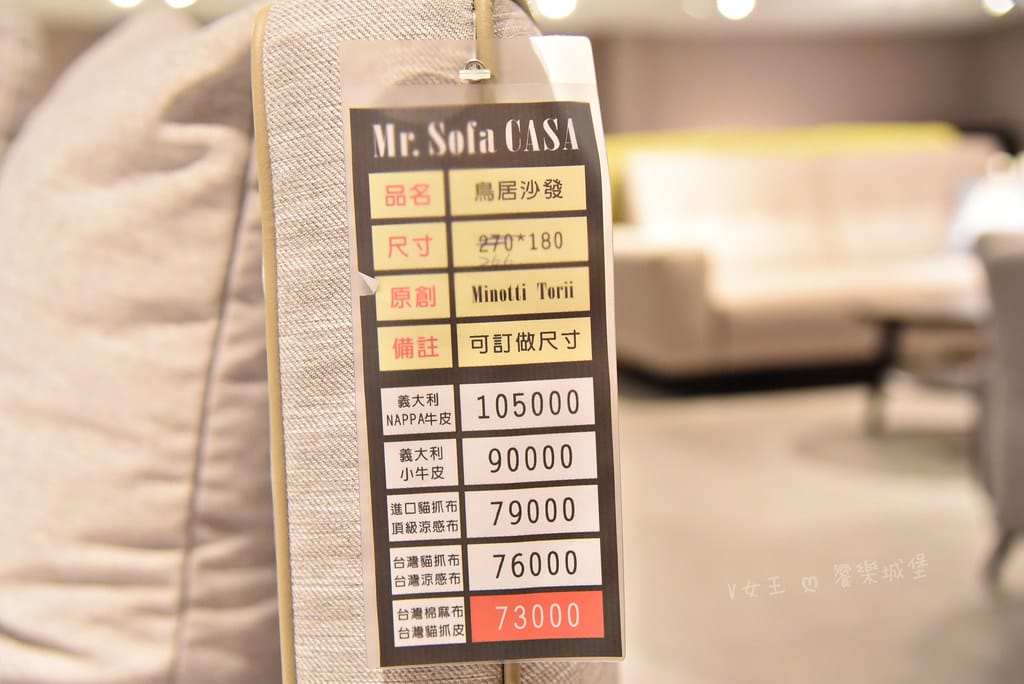 Mr. Sofa CASA
品名 鳥居沙發
尺寸 270*180
266
原創 Minotti Torii
備註 可訂做尺寸
義大利
NAPPA牛皮 105000
義大利
小牛皮 90000
進口貓抓布
頂級涼感布 79000
台灣貓抓布
台灣涼感布 76000
台灣棉麻布
台灣貓抓皮 73000
V女王 饗樂城堡